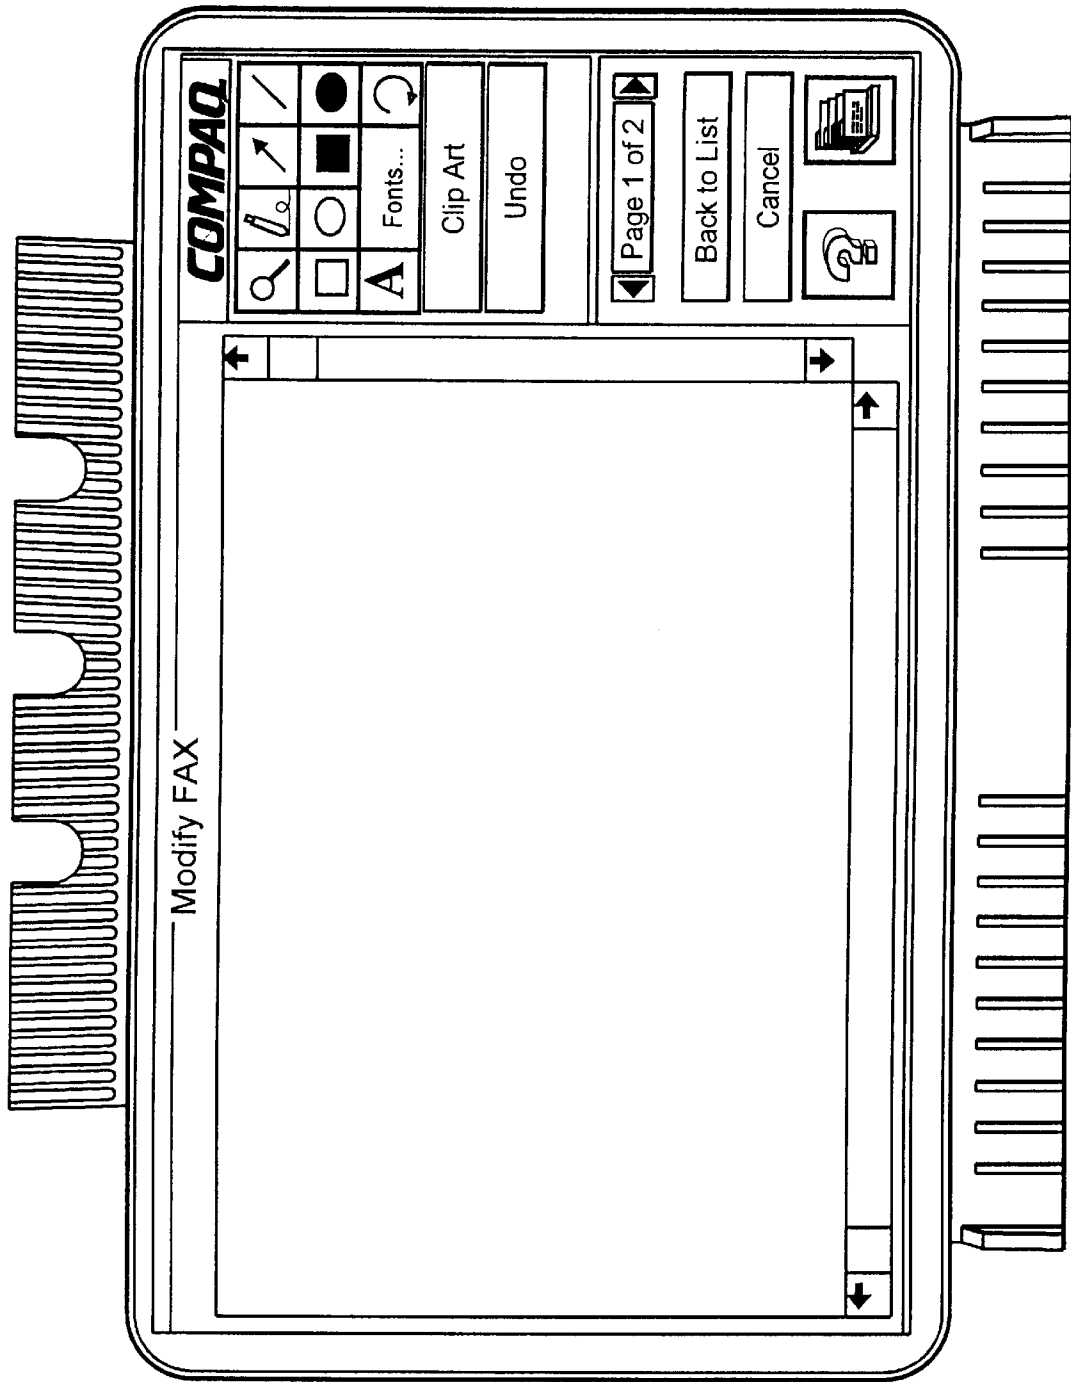 Modify FAX
COMPAQ
A
Fonts...
Clip Art
Undo
Page 1 of 2
Back to List
Cancel
?